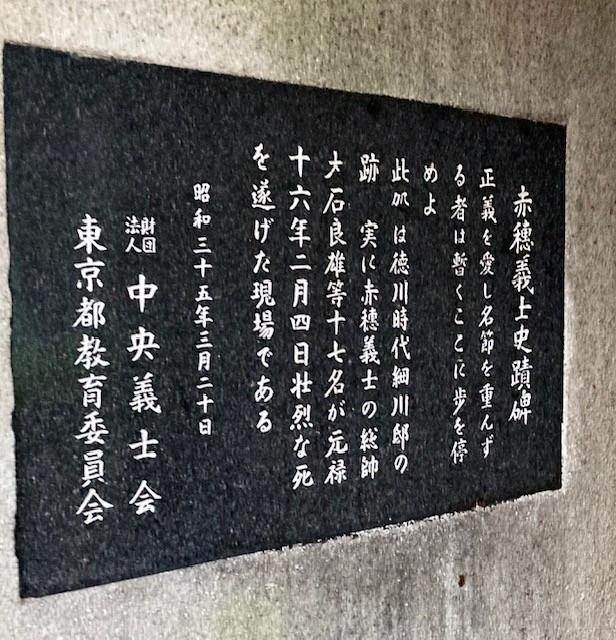 赤穗義士史蹟碑
正義を愛し名節を重んず
る者は暫くここに歩を停
めよ
此処は徳川時代細川邸の
跡　実に赤穗義士の総帥
大石良雄等十七名が元禄
十六年二月四日壮烈な死
を遂げた現場である
昭和三十五年三月二十日
財団法人 中央義士会
東京都教育委員会